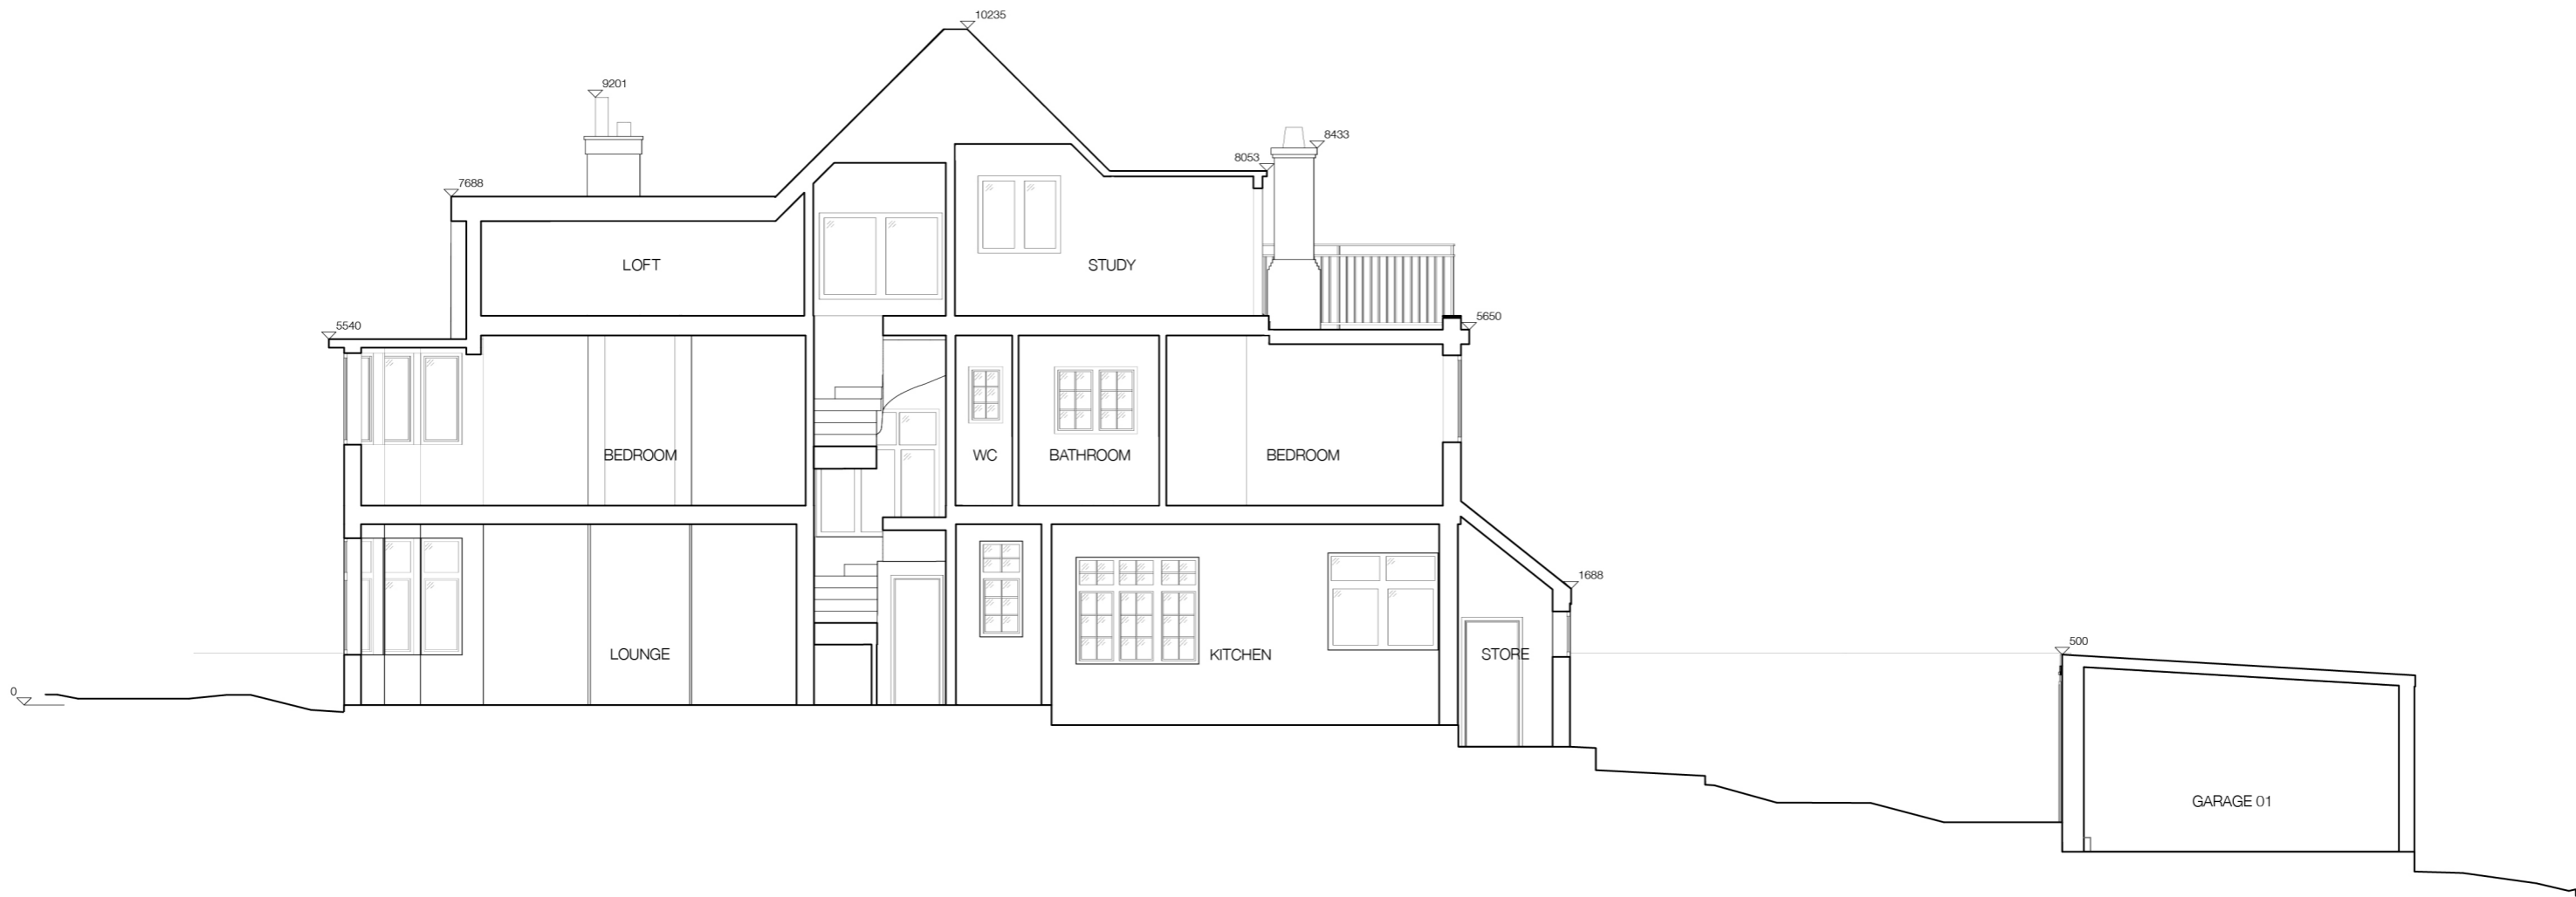 10235
9201
8433
8053
7688
LOFT
STUDY
5540
5650
BEDROOM
WC
BATHROOM
BEDROOM
1688
LOUNGE
KITCHEN
STORE
500
0
GARAGE 01